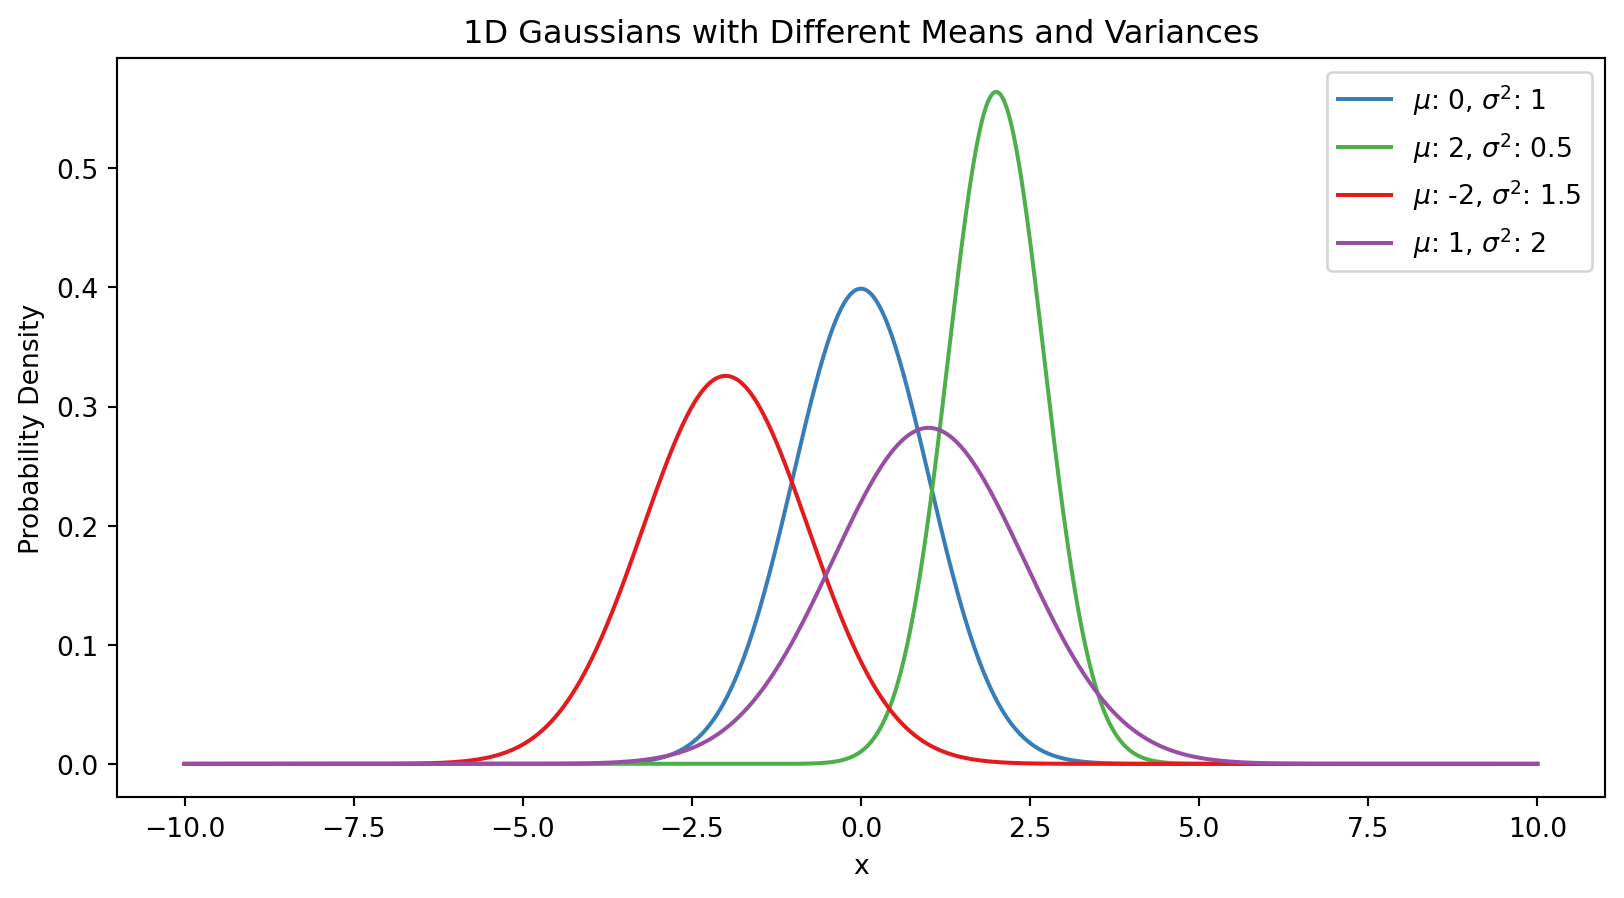 1D Gaussians with Different Means and Variances
μ: 0, σ²: 1
μ: 2, σ²: 0.5
μ: -2, σ²: 1.5
μ: 1, σ²: 2
Probability Density
0.5
0.4
0.3
0.2
0.1
0.0
−10.0 −7.5 −5.0 −2.5 0.0 2.5 5.0 7.5 10.0
x